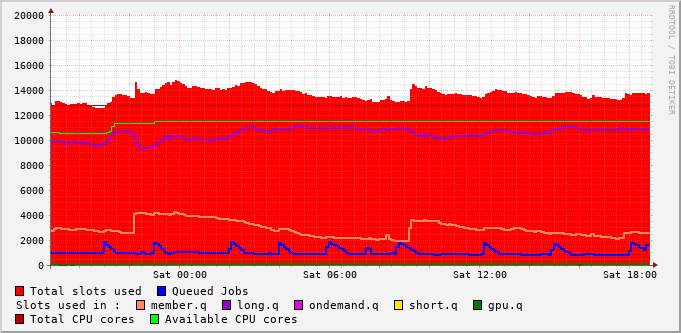 20000
18000
16000
14000
12000
10000
8000
6000
4000
2000
0
Sat 00:00 Sat 06:00 Sat 12:00 Sat 18:00
Total slots used Queued Jobs
Slots used in : member.q long.q ondemand.q short.q gpu.q
Total CPU cores Available CPU cores
RRDTOOL / TOBI OETIKER